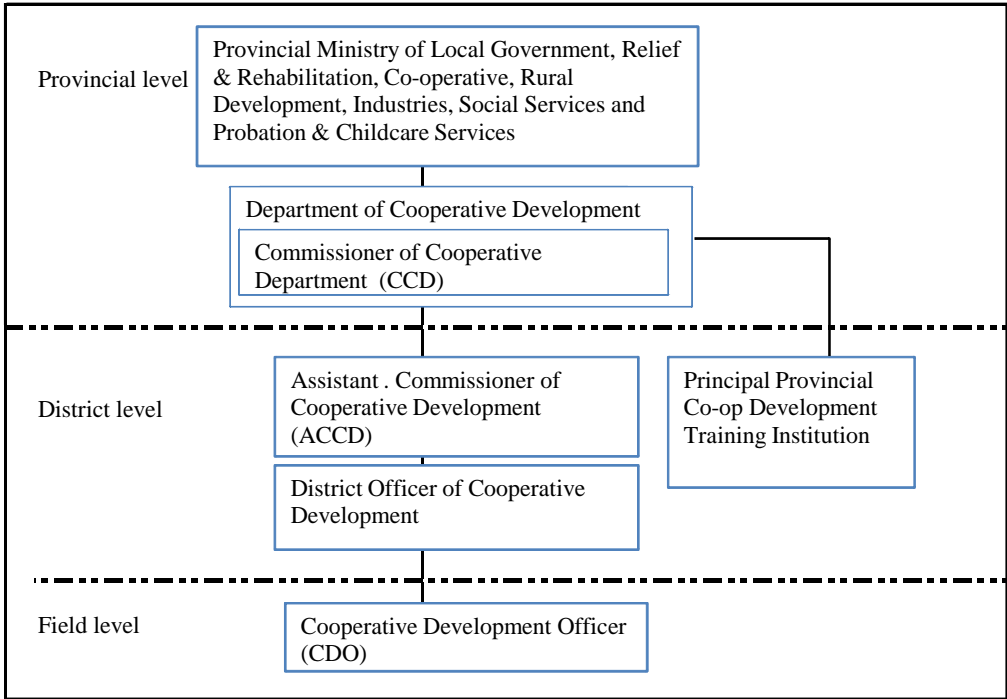 Provincial level
Provincial Ministry of Local Government, Relief
& Rehabilitation, Co-operative, Rural
Development, Industries, Social Services and
Probation & Childcare Services
Department of Cooperative Development
Commissioner of Cooperative
Department (CCD)
District level
Assistant . Commissioner of
Cooperative Development
(ACCD)
Principal Provincial
Co-op Development
Training Institution
District Officer of Cooperative
Development
Field level
Cooperative Development Officer
(CDO)